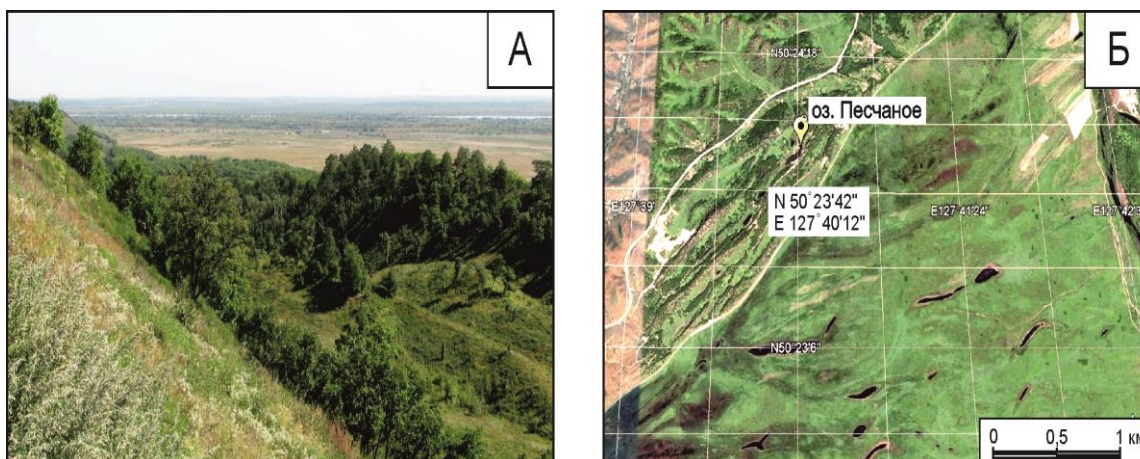 А
Б
N50°24'18"
оз. Песчаное
E127°39'
N 50°23'42"
E 127°40'12"
E127°41'24"
N50°23'6"
0 0,5 1 км